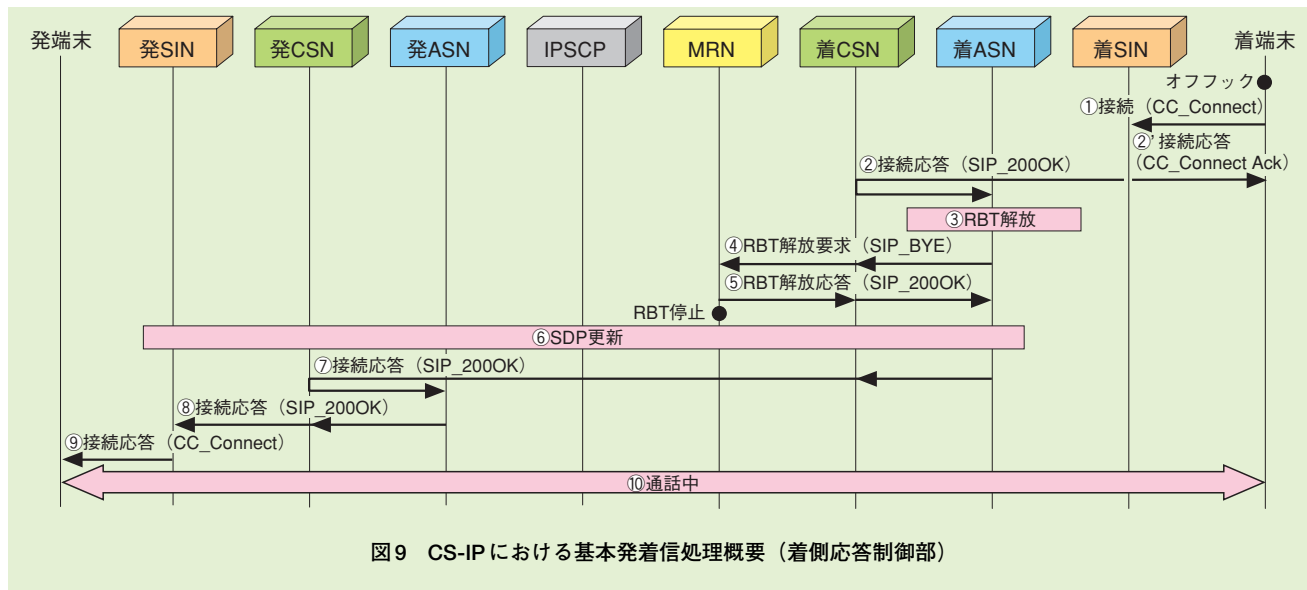 発端末
発SIN
発CSN
発ASN
IPSCP
MRN
着CSN
着ASN
着SIN
着端末
オフフック
①接続（CC_Connect）
②'接続応答
（CC_Connect Ack）
②接続応答（SIP_200OK）
③RBT解放
④RBT解放要求（SIP_BYE）
⑤RBT解放応答（SIP_200OK）
RBT停止
⑥SDP更新
⑦接続応答（SIP_200OK）
⑧接続応答（SIP_200OK）
⑨接続応答（CC_Connect）
⑩通話中
図9　CS-IPにおける基本発着信処理概要（着側応答制御部）